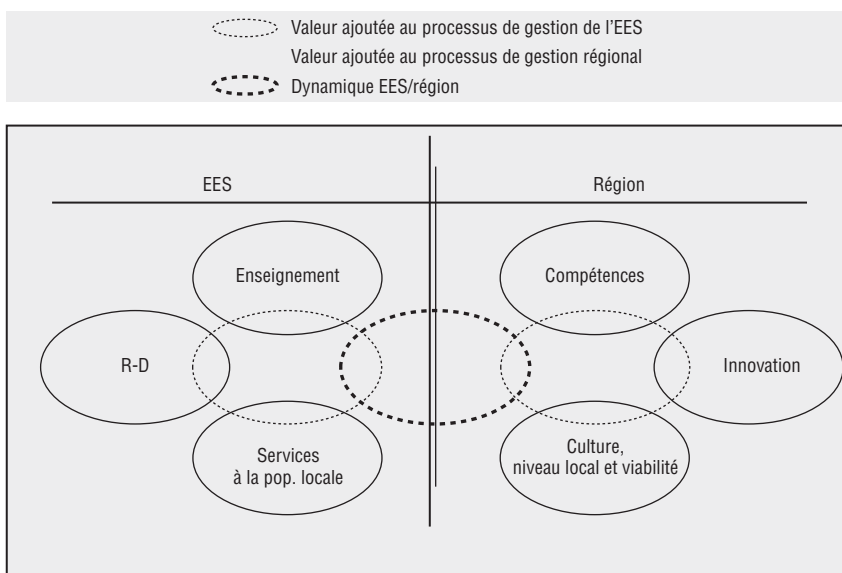 Valeur ajoutée au processus de gestion de l’EES
Valeur ajoutée au processus de gestion régional
Dynamique EES/région
EES
Région
Enseignement
Compétences
R-D
Innovation
Services
à la pop. locale
Culture,
niveau local et viabilité